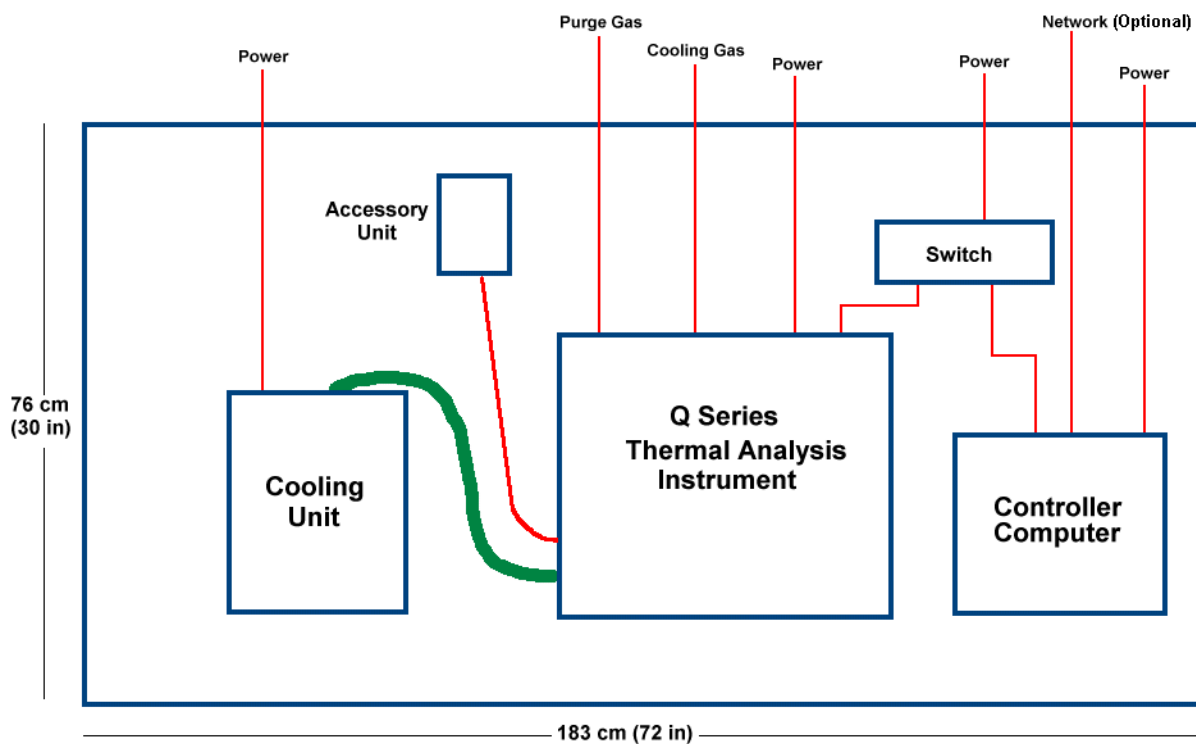 Purge Gas
Network (Optional)
Cooling Gas
Power
Power
Power
Power
Accessory
Unit
Switch
76 cm
(30 in)
Q Series
Thermal Analysis
Instrument
Cooling
Unit
Controller
Computer
183 cm (72 in)